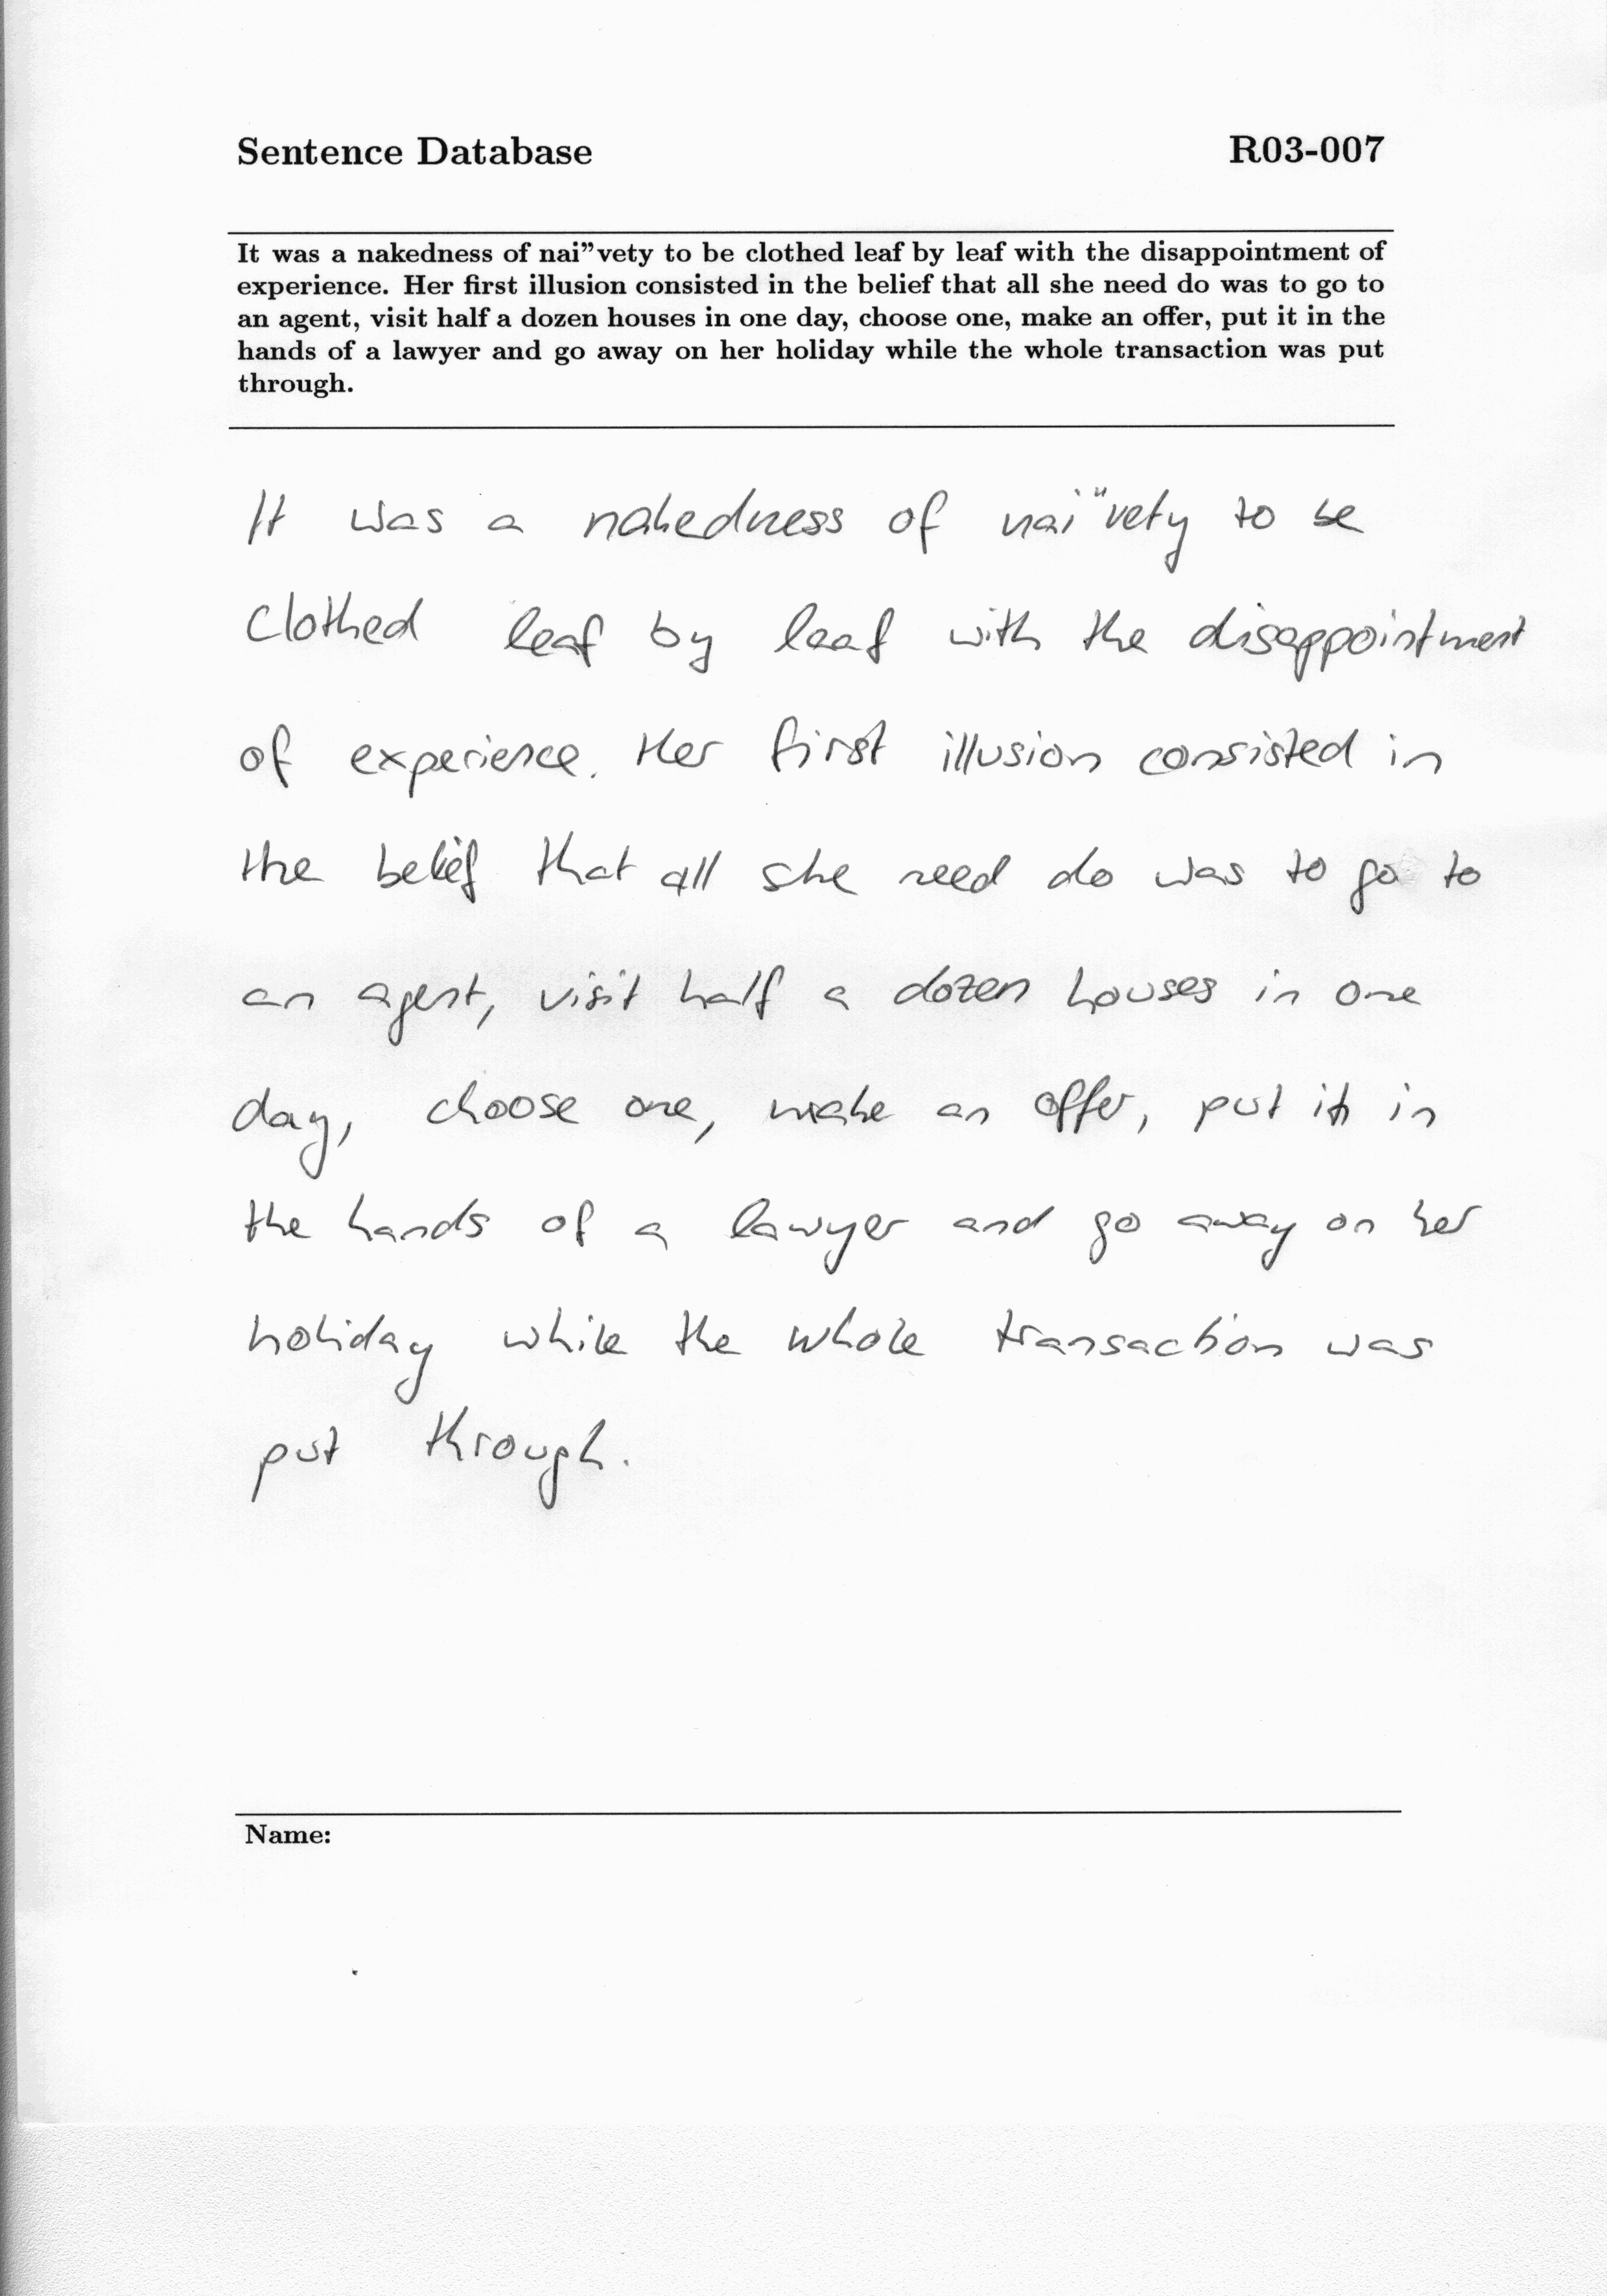 Sentence Database R03-007
It was a nakedness of nai"vety to be clothed leaf by leaf with the disappointment of
experience. Her first illusion consisted in the belief that all she need do was to go to
an agent, visit half a dozen houses in one day, choose one, make an offer, put it in the
hands of a lawyer and go away on her holiday while the whole transaction was put
through.
It was a nakedness of nai"vety to be
clothed leaf by leaf with the disappointment
of experience. Her first illusion consisted in
the belief that all she need do was to go to
an agent, visit half a dozen houses in one
day, choose one, make an offer, put it in
the hands of a lawyer and go away on her
holiday while the whole transaction was
put through.
Name: